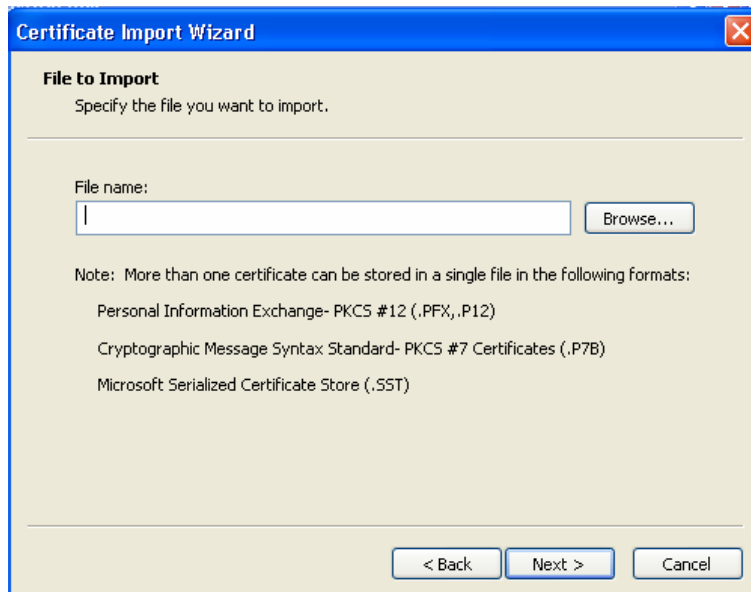 Certificate Import Wizard
File to Import
Specify the file you want to import.
File name:
Browse...
Note: More than one certificate can be stored in a single file in the following formats:
Personal Information Exchange- PKCS #12 (.PFX,.P12)
Cryptographic Message Syntax Standard- PKCS #7 Certificates (.P7B)
Microsoft Serialized Certificate Store (.SST)
< Back Next > Cancel